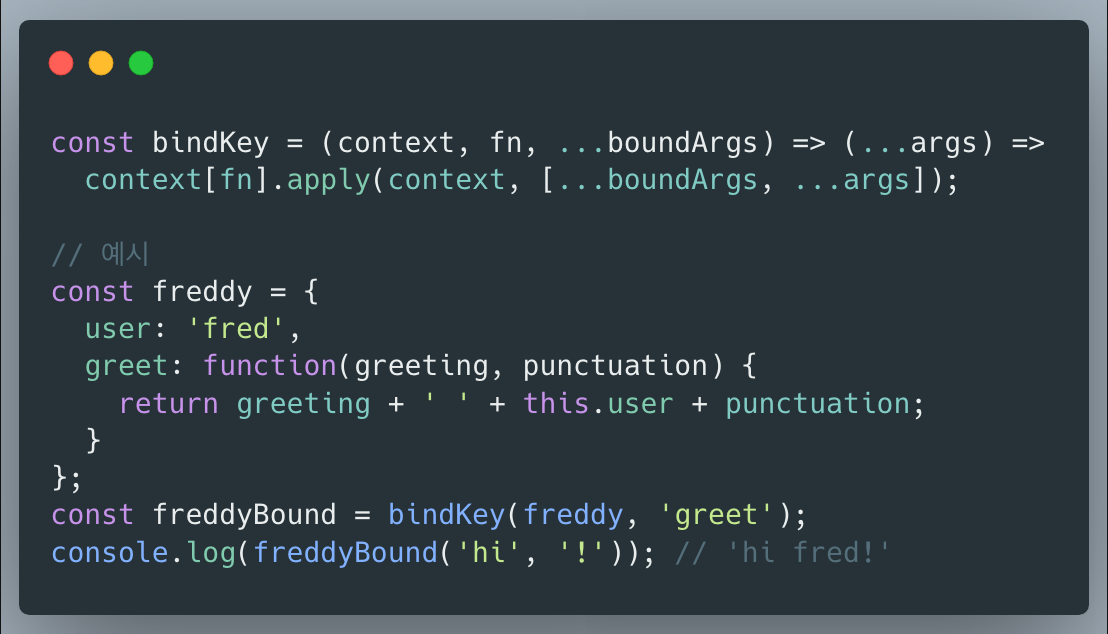 const bindKey = (context, fn, ...boundArgs) => (...args) =>
  context[fn].apply(context, [...boundArgs, ...args]);

// 예시
const freddy = {
  user: 'fred',
  greet: function(greeting, punctuation) {
    return greeting + ' ' + this.user + punctuation;
  }
};
const freddyBound = bindKey(freddy, 'greet');
console.log(freddyBound('hi', '!')); // 'hi fred!'